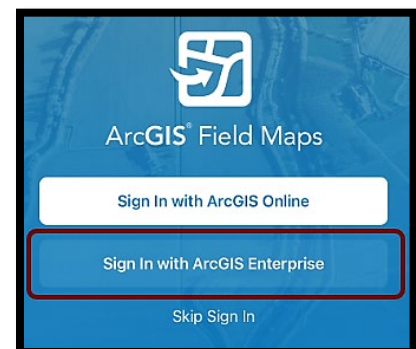 ArcGIS® Field Maps
Sign In with ArcGIS Online
Sign In with ArcGIS Enterprise
Skip Sign In